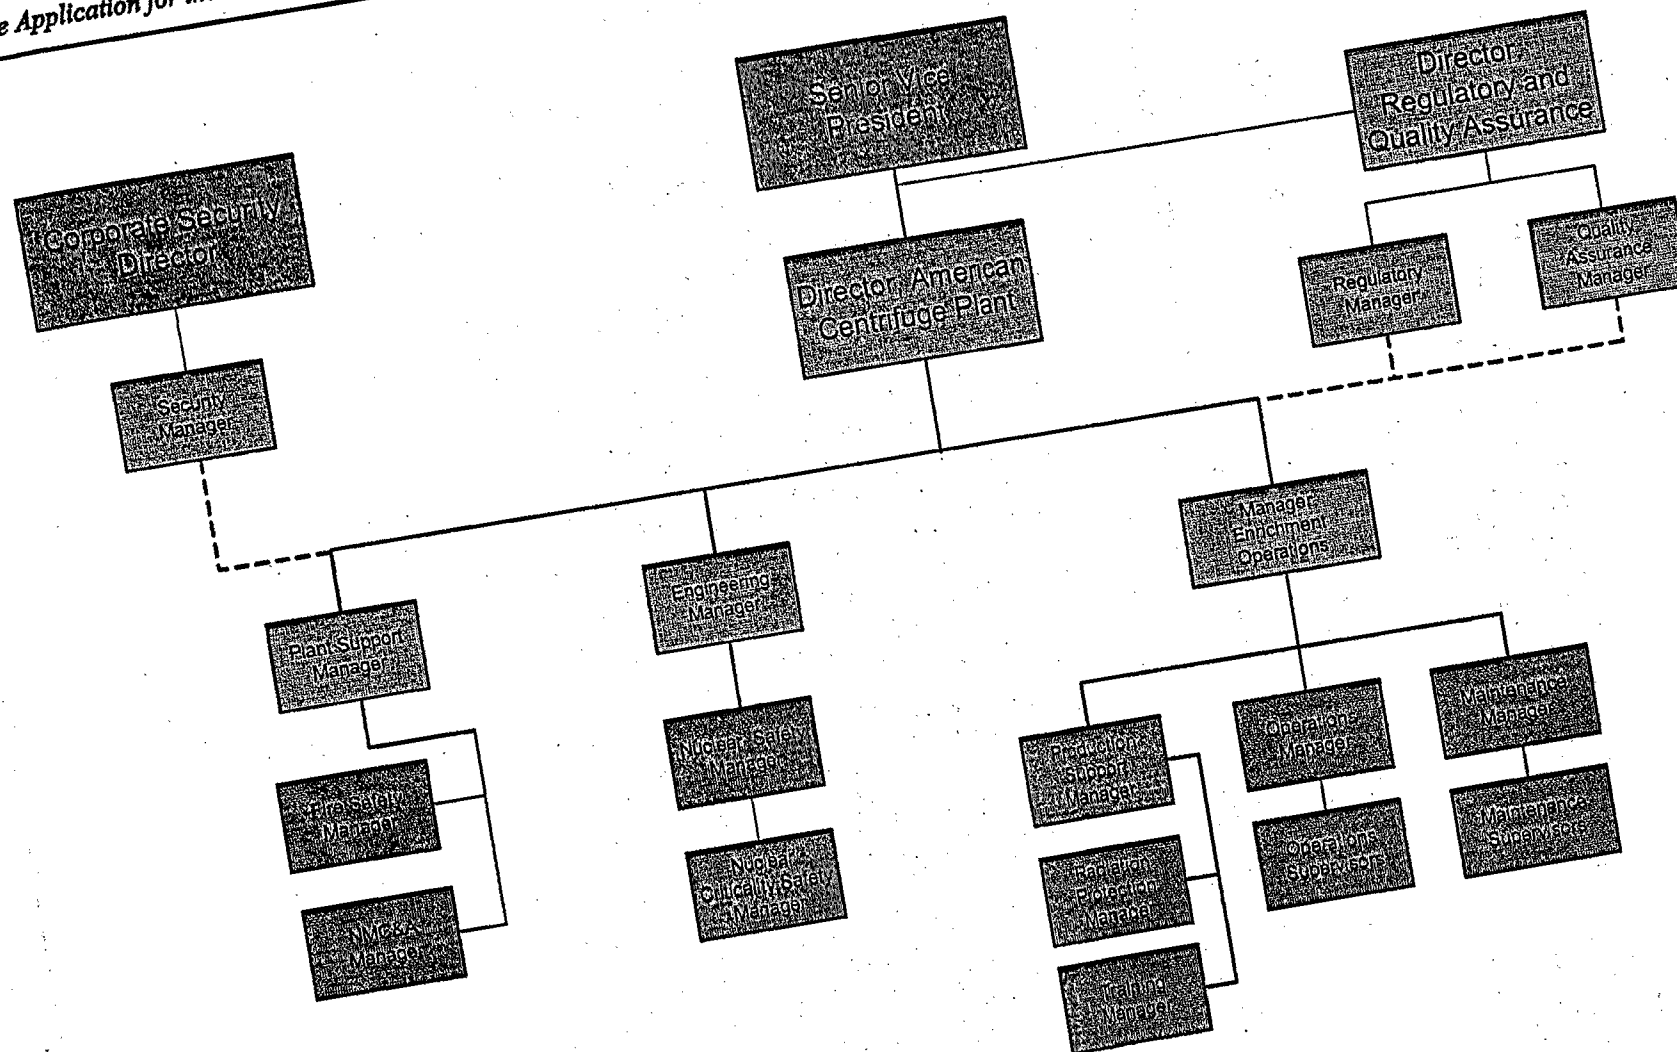 e Application for
Senior Vice
President
Director,
Regulatory and
Quality Assurance
Corporate Security
Director
Director, American
Centrifuge Plant
Regulatory
Manager
Quality
Assurance
Manager
Security
Manager
Manager
Enrichment
Operations
Engineering
Manager
Plant Support
Manager
Nuclear Safety
Manager
Production
Support
Manager
Operations
Manager
Maintenance
Manager
Fire Safety
Manager
Nuclear
Criticality Safety
Manager
Radiation
Protection
Manager
Operations
Supervisors
Maintenance
Supervisors
NMC&A
Manager
Training
Manager